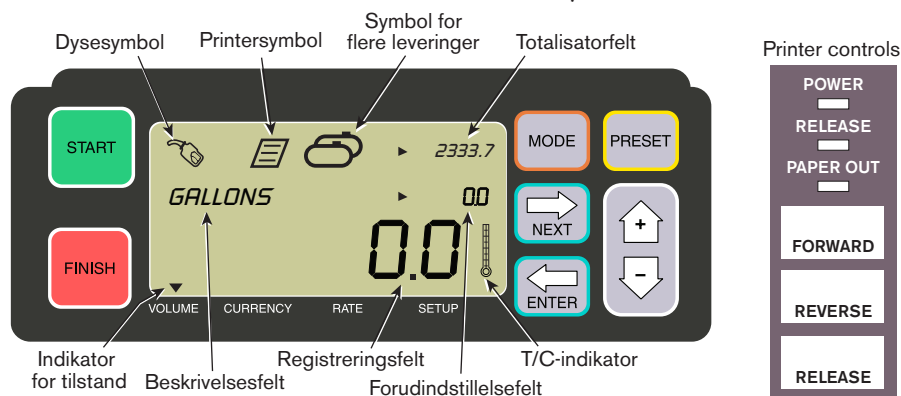 Symbol for
flere leveringer
Dysesymbol
Printersymbol
Totalisatorfelt
START
2333.7
GALLONS
0.0
0.0
FINISH
VOLUME CURRENCY RATE SETUP
MODE
PRESET
NEXT
ENTER
+
−
Indikator
for tilstand
Beskrivelsesfelt
Registreringsfelt
Forudindstillelsefelt
T/C-indikator
Printer controls
POWER
RELEASE
PAPER OUT
FORWARD
REVERSE
RELEASE